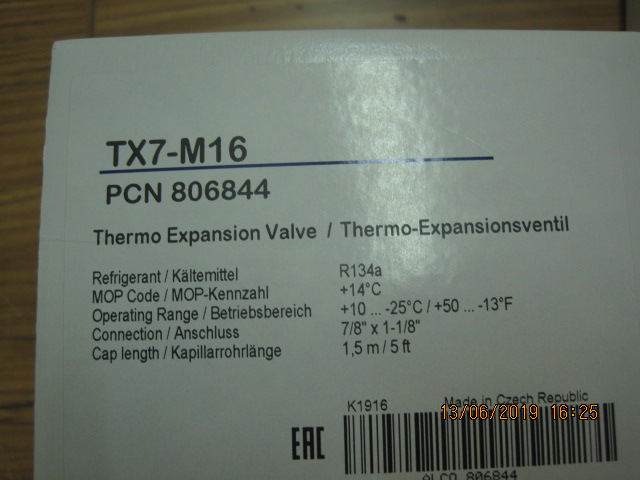 TX7-M16
PCN 806844
Thermo Expansion Valve / Thermo-Expansionsventil
Refrigerant / Kältemittel R134a
MOP Code / MOP-Kennzahl +14°C
Operating Range / Betriebsbereich +10 ... -25°C / +50 ... -13°F
Connection / Anschluss 7/8" x 1-1/8"
Cap length / Kapillarrohrlänge 1,5 m / 5 ft
K1916 Made in Czech Republic
13/06/2019 16:25
EAC
ALCO 806844